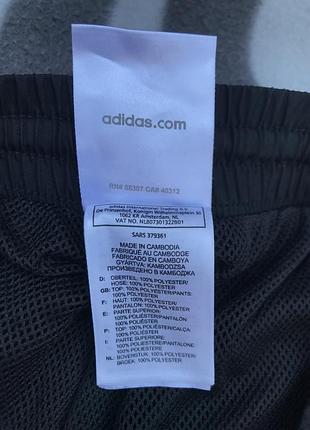 adidas.com
RN# 88387 CA# 40312
adidas International Trading B.V.
De Prinsenhof, Konigin Wilhelminaplein 30
1062 KR Amsterdam, NL
VAT No. NL807301322B01
SARS 379361
MADE IN CAMBODIA
FABRIQUÉ AU CAMBODGE
FABRICADO EN CAMBOYA
GYÁRTVA: KAMBODZSA
ПРОИЗВЕДЕНО В КАМБОДЖА
D: OBERTEIL: 100% POLYESTER/
HOSE: 100% POLYESTER
GB: TOP: 100% POLYESTER/PANTS:
100% POLYESTER
F: HAUT: 100% POLYESTER/
PANTALON: 100% POLYESTER
E: PARTE SUPERIOR:
100% POLIÉSTER/PANTALÓN
100% POLIÉSTER
P: TOP: 100% POLIÉSTER/CALÇA:
100% POLIÉSTER
I: PARTE SUPERIORE:
100% POLIESTERE/PANTALONE
100% POLIESTERE
NL: BOVENSTUK: 100% POLYESTER/
BROEK: 100% POLYESTER